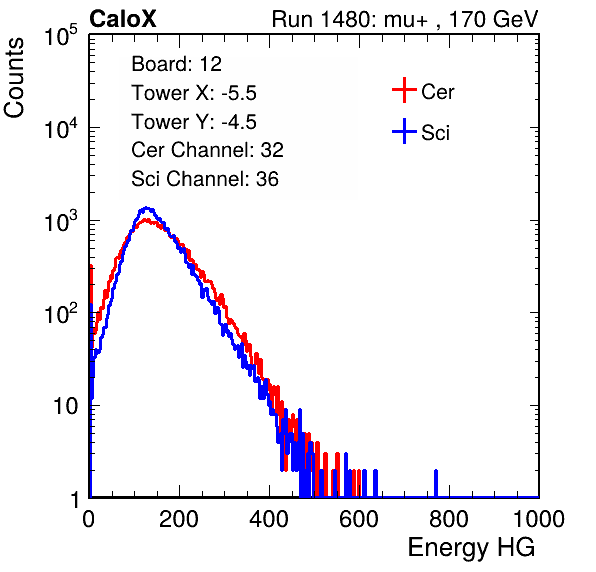 CaloX Run 1480: mu+ , 170 GeV
Counts
Board: 12
Tower X: -5.5
Tower Y: -4.5
Cer Channel: 32
Sci Channel: 36
Cer
Sci
10^5
10^4
10^3
10^2
10
1
0 200 400 600 800 1000
Energy HG